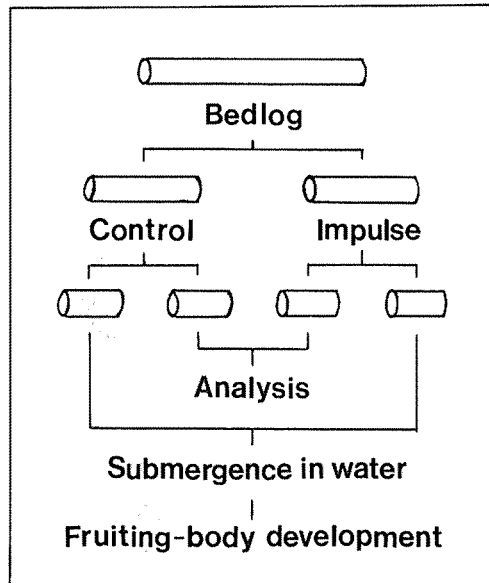 Bedlog
Control Impulse
Analysis
Submergence in water
Fruiting-body development